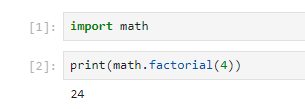 [1]: import math
[2]: print(math.factorial(4))
24